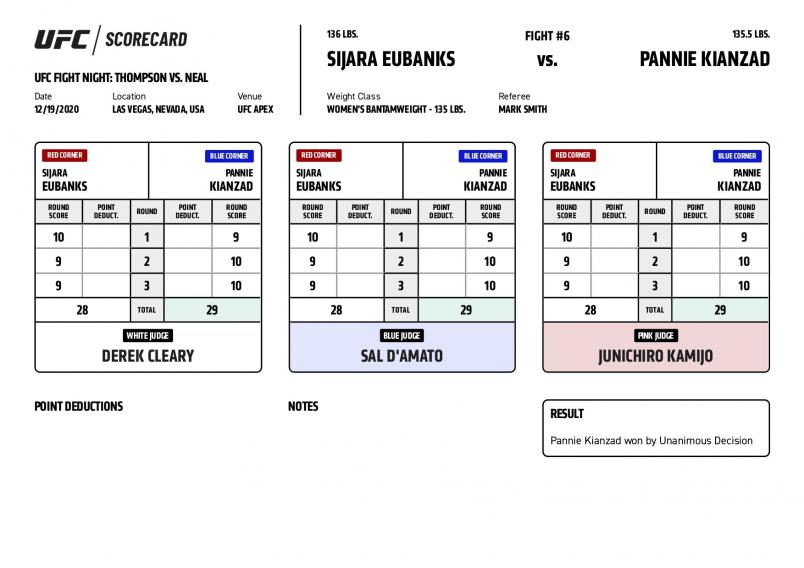 UFC SCORECARD
UFC FIGHT NIGHT: THOMPSON VS. NEAL
Date Location Venue
12/19/2020 LAS VEGAS, NEVADA, USA UFC APEX
136 LBS. FIGHT #6 135.5 LBS.
SIJARA EUBANKS VS. PANNIE KIANZAD
Weight Class Referee
WOMEN'S BANTAMWEIGHT - 135 LBS. MARK SMITH
RED CORNER BLUE CORNER
SIJARA PANNIE
EUBANKS KIANZAD
ROUND SCORE POINT DEDUCT. ROUND POINT DEDUCT. ROUND SCORE
10 1 9
9 2 10
9 3 10
28 TOTAL 29
WHITE JUDGE
DEREK CLEARY
RED CORNER BLUE CORNER
SIJARA PANNIE
EUBANKS KIANZAD
ROUND SCORE POINT DEDUCT. ROUND POINT DEDUCT. ROUND SCORE
10 1 9
9 2 10
9 3 10
28 TOTAL 29
BLUE JUDGE
SAL D'AMATO
RED CORNER BLUE CORNER
SIJARA PANNIE
EUBANKS KIANZAD
ROUND SCORE POINT DEDUCT. ROUND POINT DEDUCT. ROUND SCORE
10 1 9
9 2 10
9 3 10
28 TOTAL 29
PINK JUDGE
JUNICHIRO KAMIJO
POINT DEDUCTIONS
NOTES
RESULT
Pannie Kianzad won by Unanimous Decision